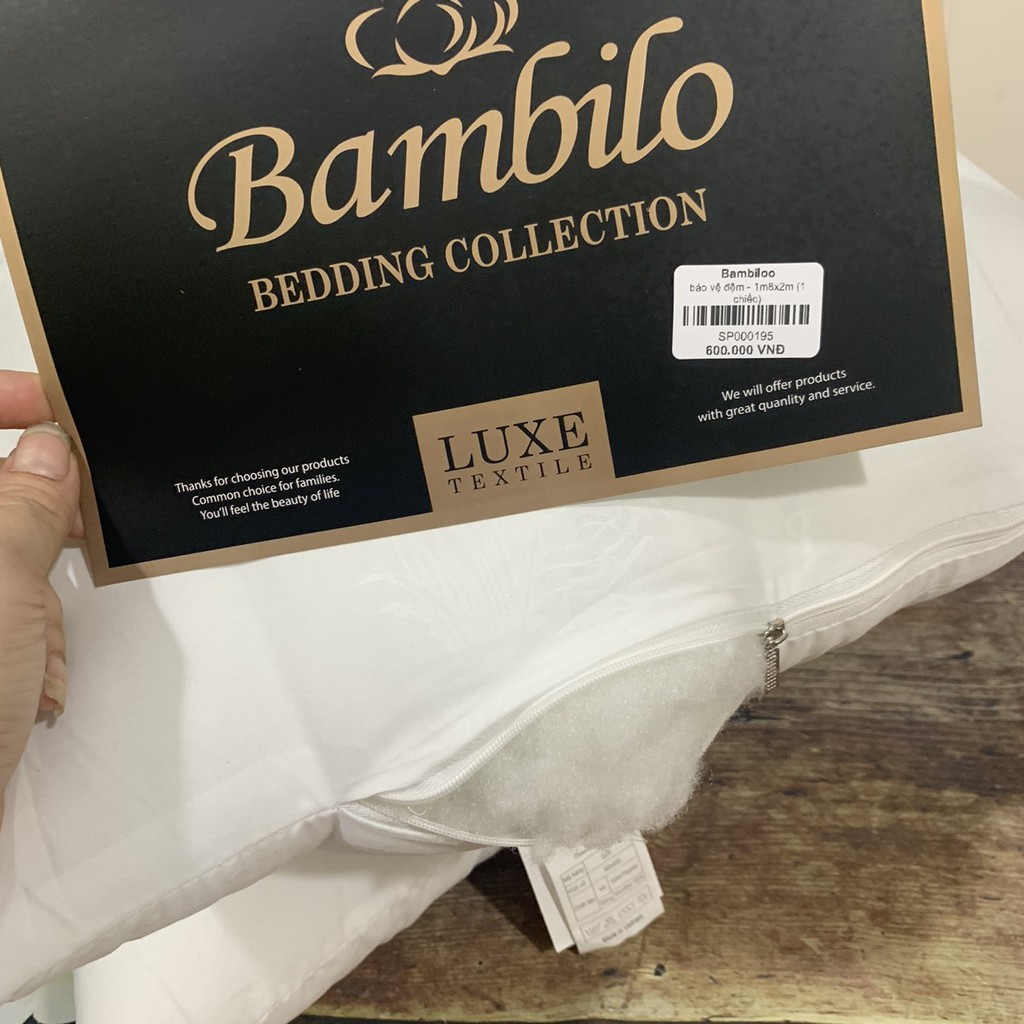 Bambilo
BEDDING COLLECTION
Bambiloo
bảo vệ đệm - 1m8x2m (1
chiếc)
SP000195
600.000 VNĐ
We will offer products
with great quanlity and service.
LUXE
TEXTILE
Thanks for choosing our products
Common choice for families.
You'll feel the beauty of life